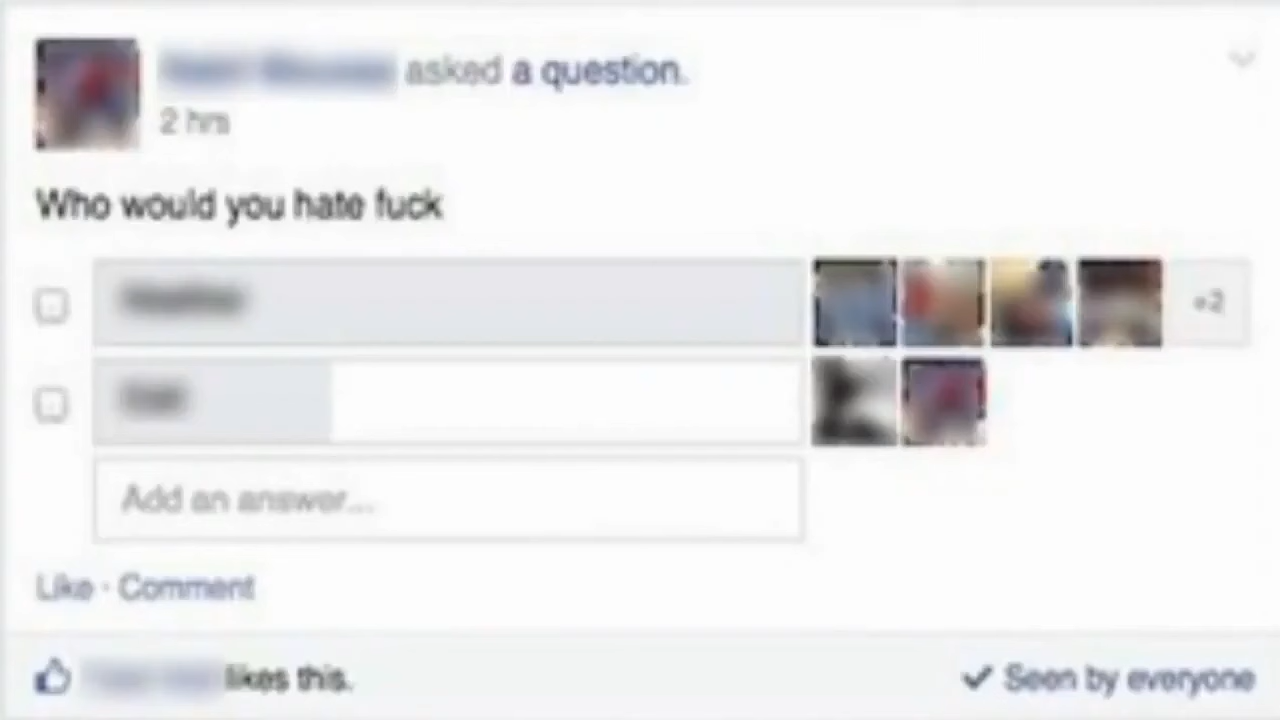 asked a question.
2 hrs
Who would you hate fuck
+2
Add an answer...
Like · Comment
likes this.
Seen by everyone